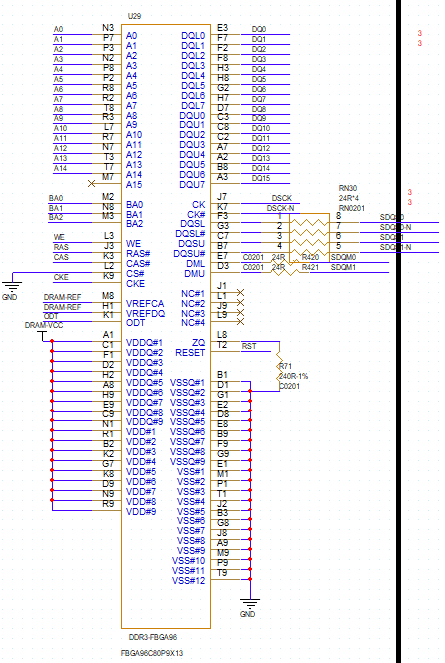 U29
A0 N3 A0 DQL0 E3 DQ0
A1 P7 A1 DQL1 F7 DQ1
A2 P3 A2 DQL2 F2 DQ2
A3 N2 A3 DQL3 F8 DQ3
A4 P8 A4 DQL4 H3 DQ4
A5 P2 A5 DQL5 H8 DQ5
A6 R8 A6 DQL6 G2 DQ6
A7 R2 A7 DQL7 H7 DQ7
A8 T8 A8 DQU0 D7 DQ8
A9 R3 A9 DQU1 C3 DQ9
A10 L7 A10 DQU2 C8 DQ10
A11 R7 A11 DQU3 C2 DQ11
A12 N7 A12 DQU4 A7 DQ12
A13 T3 A13 DQU5 A2 DQ13
A14 T7 A14 DQU6 B8 DQ14
M7 A15 DQU7 A3 DQ15
3
3
RN30
24R*4
RN0201
3
3
BA0 M2 BA0 CK J7 DSCK
BA1 N8 BA1 CK# K7 DSCK-N
BA2 M3 BA2 DQSL F3 1 8
DQSL# G3 2 7
WE L3 WE DQSU C7 3 6
RAS J3 RAS# DQSU# B7 4 5
CAS K3 CAS# DML E7 C0201 24R R420 SDQM0
L2 CS# DMU D3 C0201 24R R421 SDQM1
CKE K9 CKE
GND
DRAM-REF M8 VREFCA NC#1 J1
H1 VREFDQ NC#2 L1
ODT K1 ODT NC#3 J9
NC#4 L9
DRAM-VCC
A1 VDDQ#1 ZQ L8
C1 VDDQ#2 RESET T2 RST
F1 VDDQ#3
D2 VDDQ#4
H2 VDDQ#5
A8 VDDQ#6
H9 VDDQ#7
E9 VDDQ#8
C9 VDDQ#9
N1 VDD#1
R1 VDD#2
B2 VDD#3
K2 VDD#4
G7 VDD#5
K8 VDD#6
D9 VDD#7
N9 VDD#8
R9 VDD#9
R71
240R-1%
C0201
VSSQ#1 B1
VSSQ#2 D1
VSSQ#3 G1
VSSQ#4 E2
VSSQ#5 D8
VSSQ#6 E8
VSSQ#7 B9
VSSQ#8 F9
VSSQ#9 G9
VSS#1 E1
VSS#2 M1
VSS#3 P1
VSS#4 T1
VSS#5 J2
VSS#6 B3
VSS#7 G8
VSS#8 J8
VSS#9 A9
VSS#10 M9
VSS#11 P9
VSS#12 T9
GND
DDR3-FBGA96
FBGA96C80P9X13